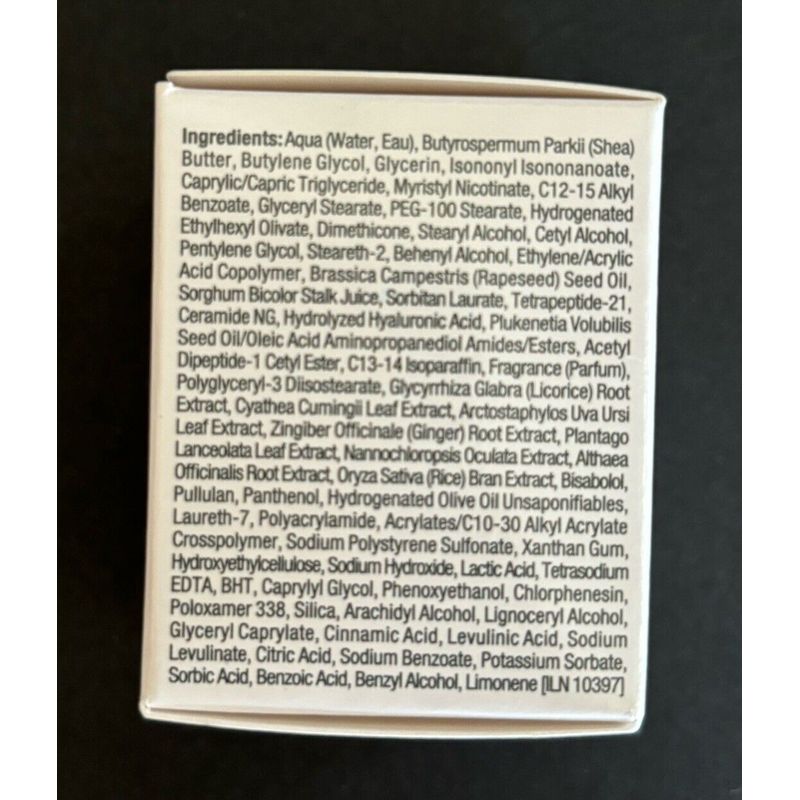 Ingredients: Aqua (Water, Eau), Butyrospermum Parkii (Shea)
Butter, Butylene Glycol, Glycerin, Isononyl Isononanoate,
Caprylic/Capric Triglyceride, Myristyl Nicotinate, C12-15 Alkyl
Benzoate, Glyceryl Stearate, PEG-100 Stearate, Hydrogenated
Ethylhexyl Olivate, Dimethicone, Stearyl Alcohol, Cetyl Alcohol,
Pentylene Glycol, Steareth-2, Behenyl Alcohol, Ethylene/Acrylic
Acid Copolymer, Brassica Campestris (Rapeseed) Seed Oil,
Sorghum Bicolor Stalk Juice, Sorbitan Laurate, Tetrapeptide-21,
Ceramide NG, Hydrolyzed Hyaluronic Acid, Plukenetia Volubilis
Seed Oil/Oleic Acid Aminopropanediol Amides/Esters, Acetyl
Dipeptide-1 Cetyl Ester, C13-14 Isoparaffin, Fragrance (Parfum),
Polyglyceryl-3 Diisostearate, Glycyrrhiza Glabra (Licorice) Root
Extract, Cyathea Cumingii Leaf Extract, Arctostaphylos Uva Ursi
Leaf Extract, Zingiber Officinale (Ginger) Root Extract, Plantago
Lanceolata Leaf Extract, Nannochloropsis Oculata Extract, Althaea
Officinalis Root Extract, Oryza Sativa (Rice) Bran Extract, Bisabolol,
Pullulan, Panthenol, Hydrogenated Olive Oil Unsaponifiables,
Laureth-7, Polyacrylamide, Acrylates/C10-30 Alkyl Acrylate
Crosspolymer, Sodium Polystyrene Sulfonate, Xanthan Gum,
Hydroxyethylcellulose, Sodium Hydroxide, Lactic Acid, Tetrasodium
EDTA, BHT, Caprylyl Glycol, Phenoxyethanol, Chlorphenesin,
Poloxamer 338, Silica, Arachidyl Alcohol, Lignoceryl Alcohol,
Glyceryl Caprylate, Cinnamic Acid, Levulinic Acid, Sodium
Levulinate, Citric Acid, Sodium Benzoate, Potassium Sorbate,
Sorbic Acid, Benzoic Acid, Benzyl Alcohol, Limonene [ILN 10397]